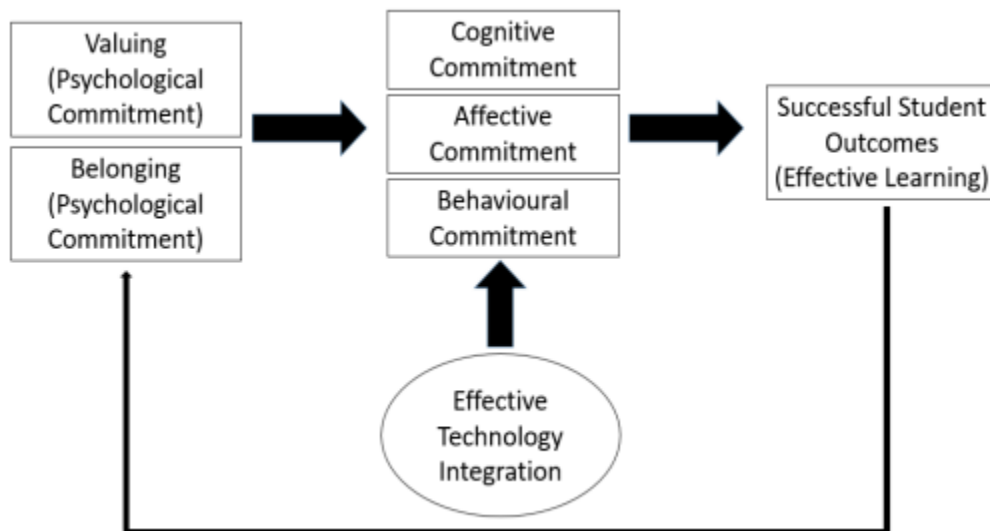 Valuing
(Psychological
Commitment)
Belonging
(Psychological
Commitment)
Cognitive
Commitment
Affective
Commitment
Behavioural
Commitment
Effective
Technology
Integration
Successful Student
Outcomes
(Effective Learning)